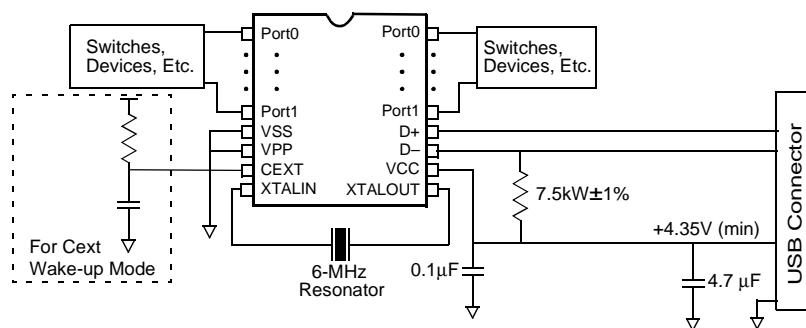 Switches,
Devices, Etc.
Port0
Port0
Switches,
Devices, Etc.
Port1
Port1
VSS
D+
VPP
D–
CEXT
VCC
XTALIN
XTALOUT
7.5kW±1%
USB Connector
For Cext
Wake-up Mode
6-MHz
Resonator
0.1µF
+4.35V (min)
4.7 µF